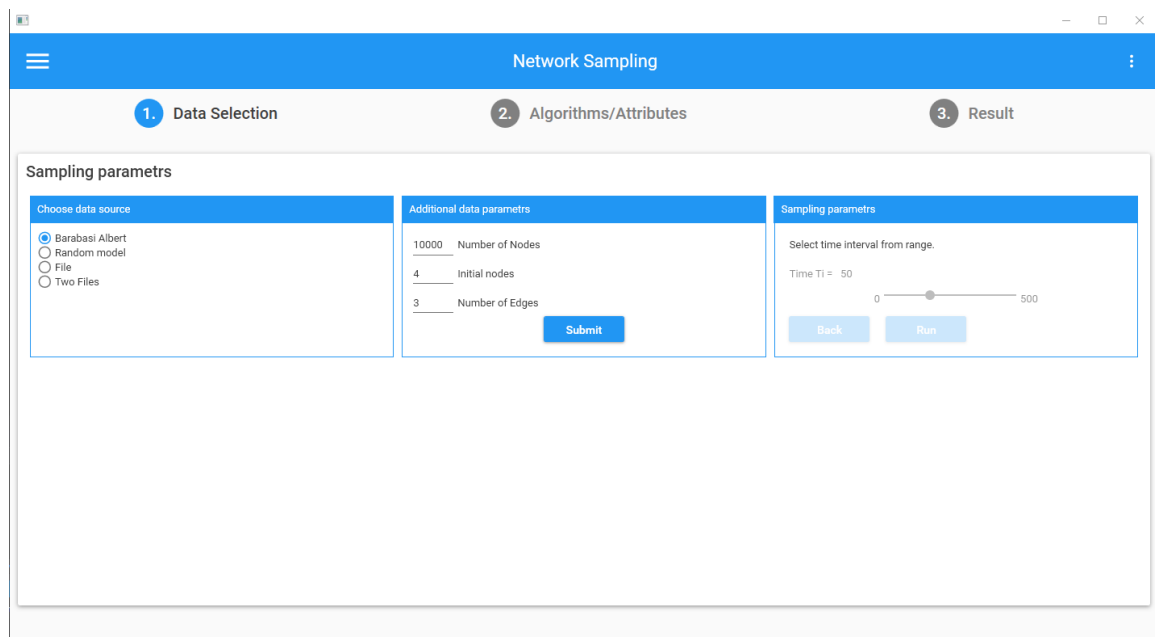 Network Sampling
1. Data Selection
2. Algorithms/Attributes
3. Result
Sampling parametrs
Choose data source
Barabasi Albert
Random model
File
Two Files
Additional data parametrs
10000 Number of Nodes
4 Initial nodes
3 Number of Edges
Submit
Sampling parametrs
Select time interval from range.
Time Ti = 50
0 500
Back Run